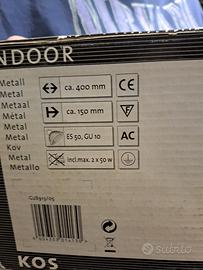 NDOOR
Metall
Metal
Metaal
Métal
Metal
Kov
Metal
Metallo
ca. 400 mm
CE
ca. 150 mm
F
ES 50, GU 10
AC
incl. max. 2 x 50 W
KOS
subito